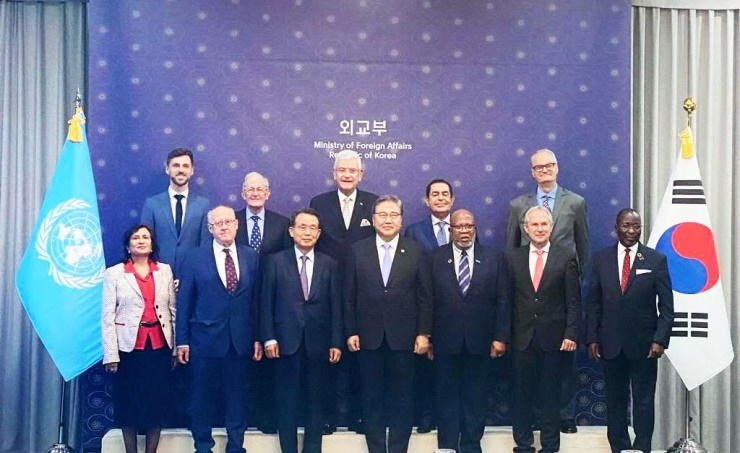 외교부
Ministry of Foreign Affairs
Republic of Korea